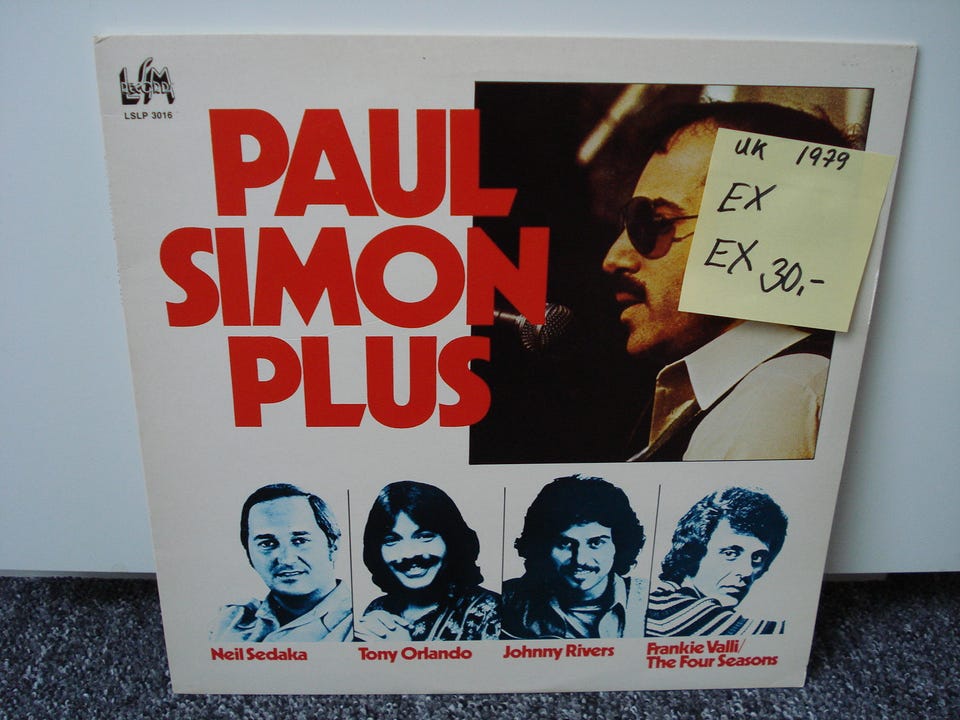 LSM
RECORDS
LSLP 3016
PAUL
SIMON
PLUS
UK 1979
EX
EX 30,-
Neil Sedaka
Tony Orlando
Johnny Rivers
Frankie Valli/
The Four Seasons